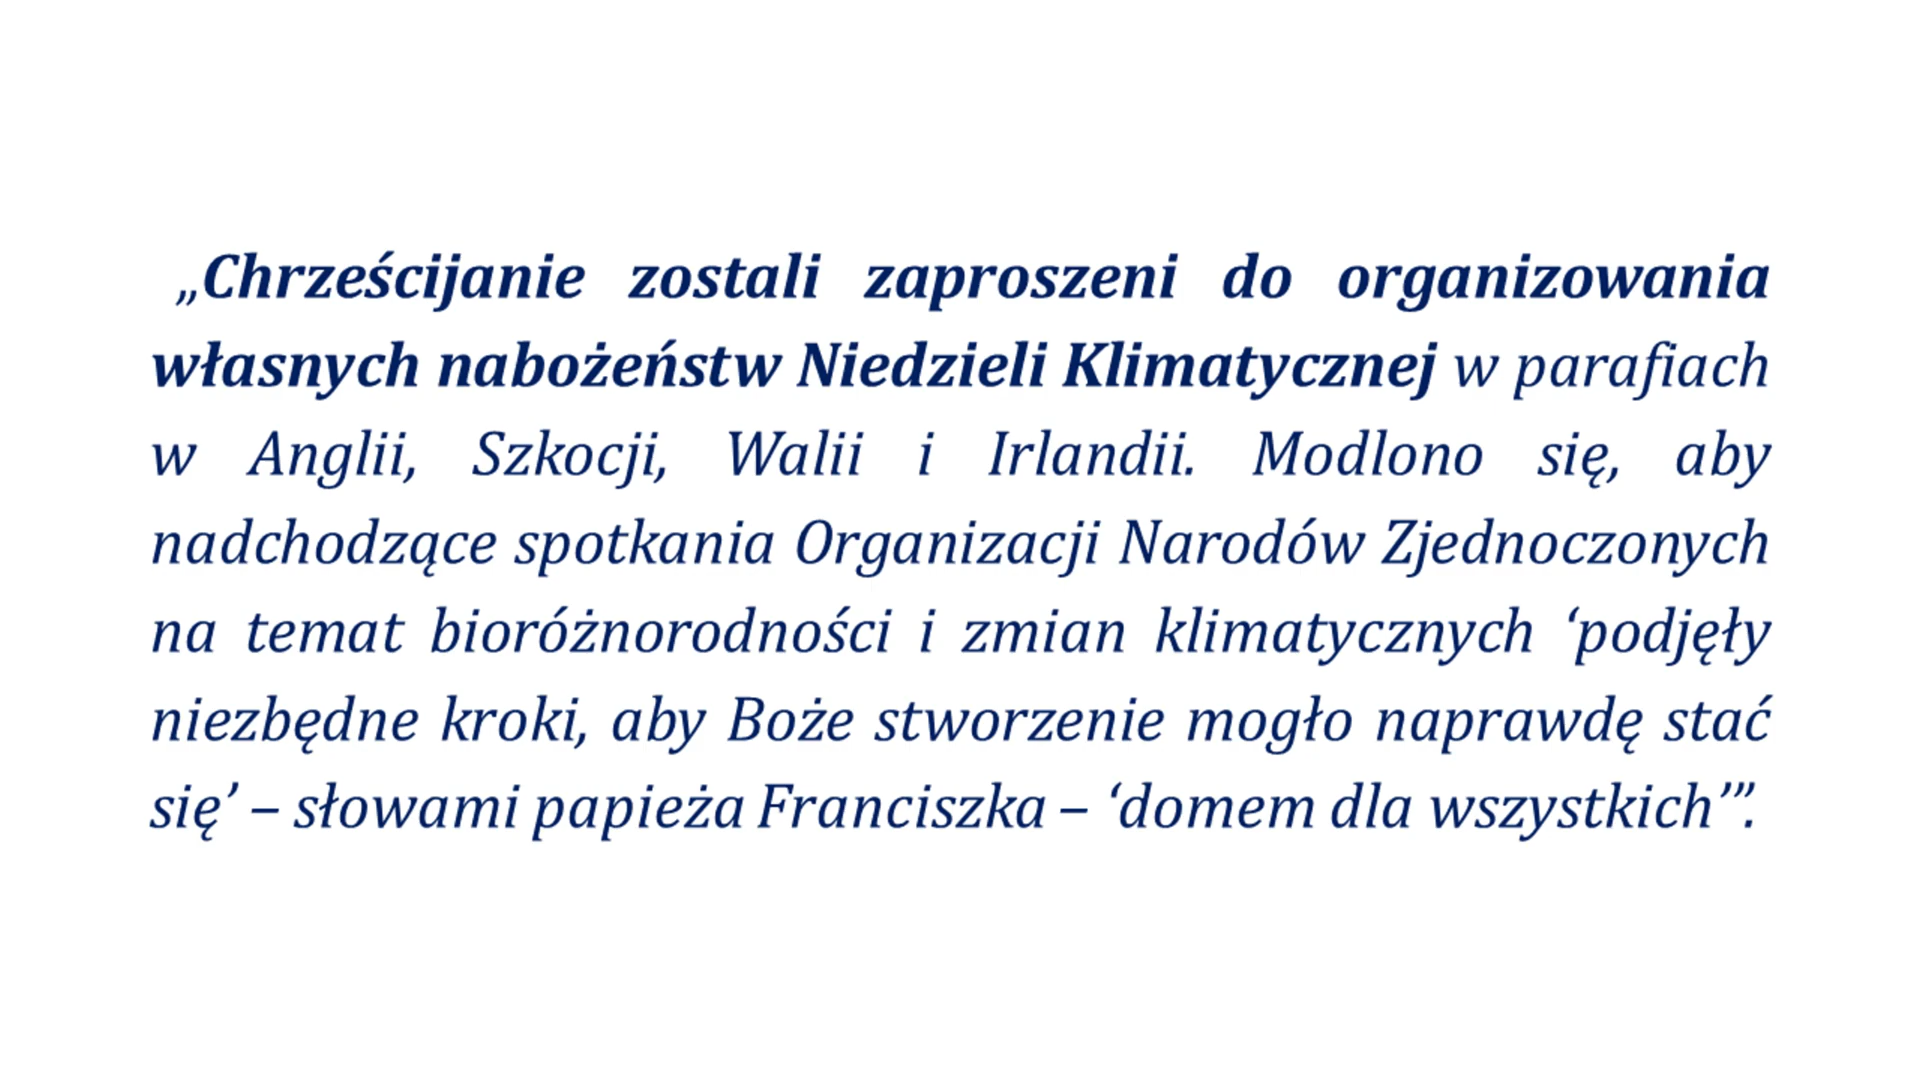 „Chrześcijanie zostali zaproszeni do organizowania
własnych nabożeństw Niedzieli Klimatycznej w parafiach
w Anglii, Szkocji, Walii i Irlandii. Modlono się, aby
nadchodzące spotkania Organizacji Narodów Zjednoczonych
na temat bioróżnorodności i zmian klimatycznych ‘podjęły
niezbędne kroki, aby Boże stworzenie mogło naprawdę stać
się’ – słowami papieża Franciszka – ‘domem dla wszystkich’”.